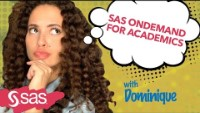 SAS ONDEMAND
FOR ACADEMICS
with
Dominique
sas